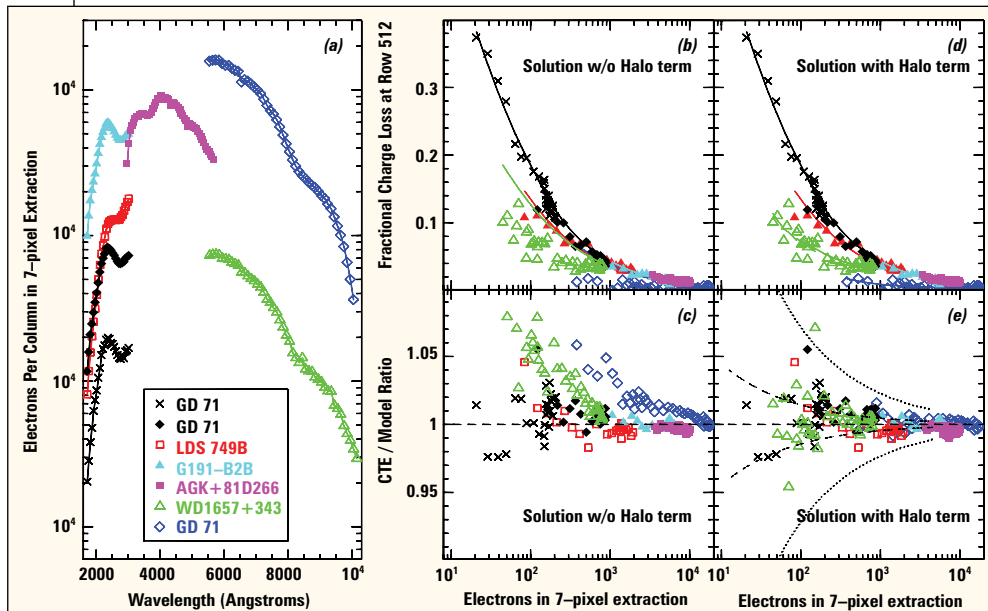 (a)
Electrons Per Column in 7–pixel Extraction
10⁴
10⁴
10⁴
10⁴
× GD 71
◆ GD 71
□ LDS 749B
▲ G191–B2B
■ AGK+81D266
△ WD1657+343
◇ GD 71
2000 4000 6000 8000 10⁴
Wavelength (Angstroms)
Fractional Charge Loss at Row 512
(b)
Solution w/o Halo term
0.3
0.2
0.1
(d)
Solution with Halo term
CTE / Model Ratio
(c)
1.05
1
0.95
Solution w/o Halo term
10¹ 10² 10³ 10⁴
Electrons in 7–pixel extraction
(e)
Solution with Halo term
10¹ 10² 10³ 10⁴
Electrons in 7–pixel extraction